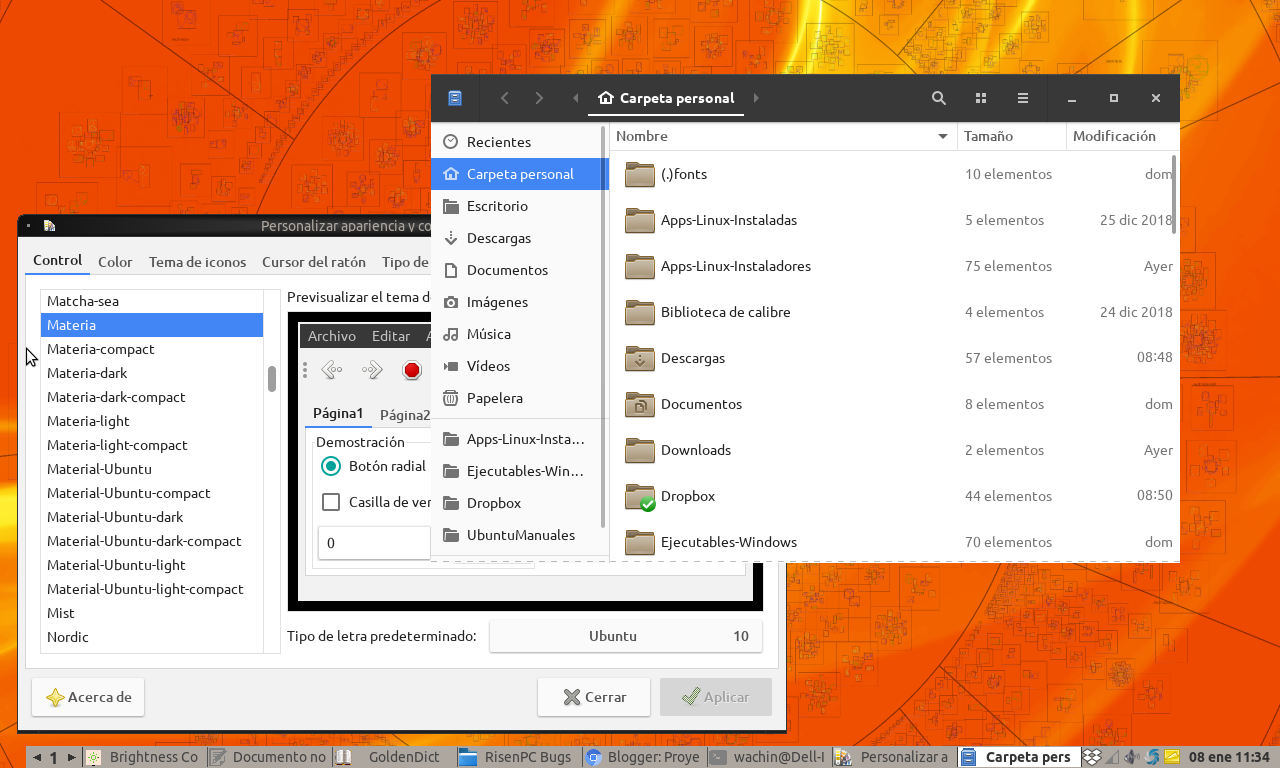 Carpeta personal
Nombre Tamaño Modificación
Recientes
Carpeta personal
Escritorio
Descargas
Documentos
Imágenes
Música
Vídeos
Papelera
Apps-Linux-Insta...
Ejecutables-Win...
Dropbox
UbuntuManuales
(.)fonts 10 elementos dom
Apps-Linux-Instaladas 5 elementos 25 dic 2018
Apps-Linux-Instaladores 75 elementos Ayer
Biblioteca de calibre 4 elementos 24 dic 2018
Descargas 57 elementos 08:48
Documentos 8 elementos dom
Downloads 2 elementos Ayer
Dropbox 44 elementos 08:50
Ejecutables-Windows 70 elementos dom
Personalizar apariencia y co
Control Color Tema de iconos Cursor del ratón Tipo de
Matcha-sea
Materia
Materia-compact
Materia-dark
Materia-dark-compact
Materia-light
Materia-light-compact
Material-Ubuntu
Material-Ubuntu-compact
Material-Ubuntu-dark
Material-Ubuntu-dark-compact
Material-Ubuntu-light
Material-Ubuntu-light-compact
Mist
Nordic
Previsualizar el tema de
Archivo Editar
Página1 Página2
Demostración
Botón radial
Casilla de ver
0
Tipo de letra predeterminado: Ubuntu 10
Acerca de Cerrar Aplicar
1 Brightness Co Documento no GoldenDict RisenPC Bugs Blogger: Proye wachin@Dell-I Personalizar a Carpeta pers 08 ene 11:34